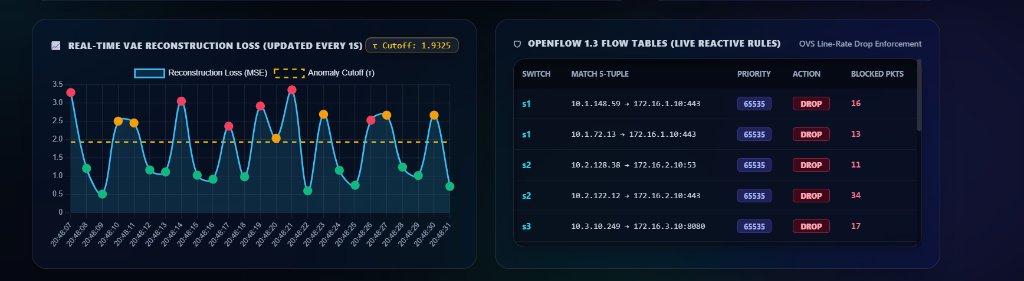 REAL-TIME VAE RECONSTRUCTION LOSS (UPDATED EVERY 1S)
τ Cutoff: 1.9325
Reconstruction Loss (MSE)
Anomaly Cutoff (τ)
3.5
3.0
2.5
2.0
1.5
1.0
0.5
0
20:48:07
20:48:08
20:48:09
20:48:10
20:48:11
20:48:12
20:48:13
20:48:14
20:48:15
20:48:16
20:48:17
20:48:18
20:48:19
20:48:20
20:48:21
20:48:22
20:48:23
20:48:24
20:48:25
20:48:26
20:48:27
20:48:28
20:48:29
20:48:30
20:48:31
OPENFLOW 1.3 FLOW TABLES (LIVE REACTIVE RULES)
OVS Line-Rate Drop Enforcement
SWITCH MATCH 5-TUPLE PRIORITY ACTION BLOCKED PKTS
s1 10.1.148.59 → 172.16.1.10:443 65535 DROP 16
s1 10.1.72.13 → 172.16.1.10:443 65535 DROP 13
s2 10.2.128.38 → 172.16.2.10:53 65535 DROP 11
s2 10.2.122.12 → 172.16.2.10:443 65535 DROP 34
s3 10.3.10.249 → 172.16.3.10:8080 65535 DROP 17